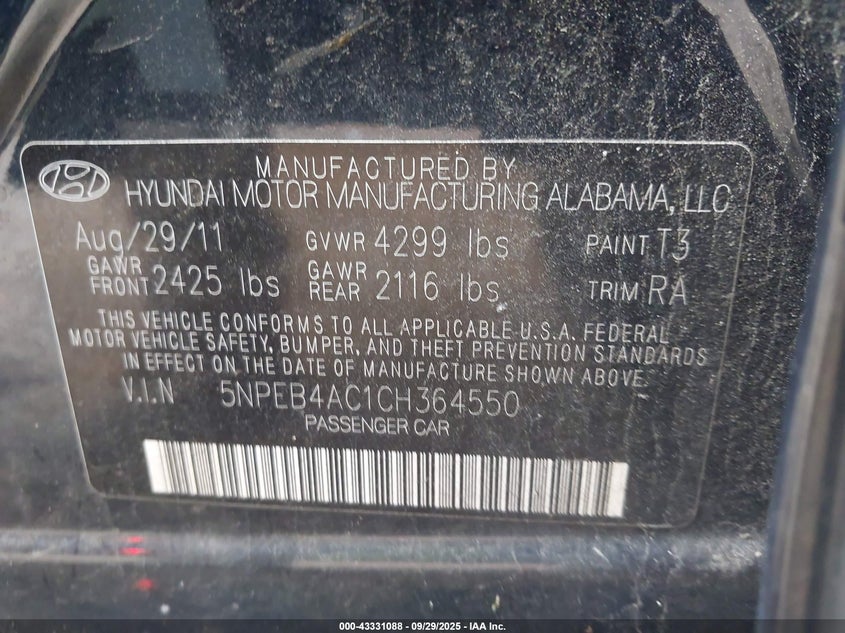 MANUFACTURED BY
HYUNDAI MOTOR MANUFACTURING ALABAMA, LLC
Aug/29/11 GVWR 4299 lbs PAINT T3
GAWR FRONT 2425 lbs GAWR REAR 2116 lbs TRIM RA
THIS VEHICLE CONFORMS TO ALL APPLICABLE U.S.A. FEDERAL
MOTOR VEHICLE SAFETY, BUMPER, AND THEFT PREVENTION STANDARDS
IN EFFECT ON THE DATE OF MANUFACTURE SHOWN ABOVE.
V.I.N 5NPEB4AC1CH364550
PASSENGER CAR
000-43331088 - 09/29/2025 - IAA Inc.